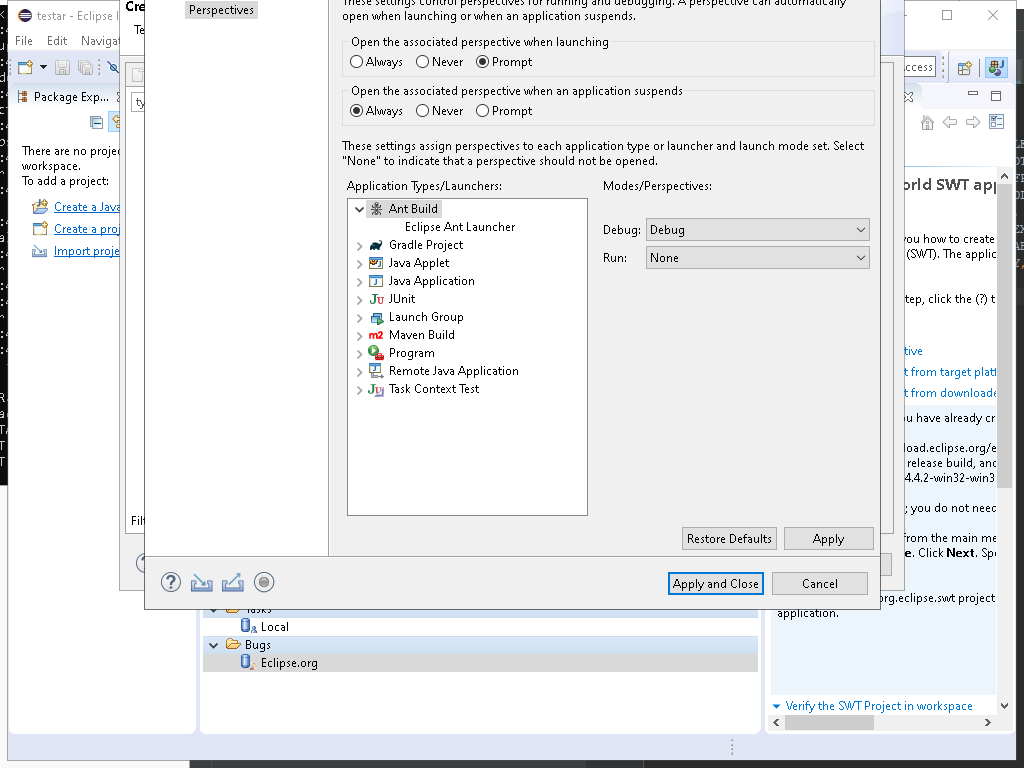 testar - Eclipse
Cre
Perspectives
These settings control perspectives for running and debugging. A perspective can automatically
open when launching or when an application suspends.
File Edit Navigat
Te
Open the associated perspective when launching
Always Never Prompt
Open the associated perspective when an application suspends
Always Never Prompt
These settings assign perspectives to each application type or launcher and launch mode set. Select
"None" to indicate that a perspective should not be opened.
Application Types/Launchers:
Modes/Perspectives:
Ant Build
Eclipse Ant Launcher
Gradle Project
Java Applet
Java Application
JUnit
Launch Group
Maven Build
Program
Remote Java Application
Task Context Test
Debug: Debug
Run: None
Restore Defaults Apply
Apply and Close Cancel
Package Exp...
There are no proje
workspace.
To add a project:
Create a Java
Create a proj
Import proje
ty
Filt
Tasks
Local
Bugs
Eclipse.org
ccess
orld SWT app
you how to create
(SWT). The applic
tep, click the (?) t
tive
t from target platf
t from downloade
ou have already cr
load.eclipse.org/e
release build, and
4.4.2-win32-win3
; you do not need
from the main me
e. Click Next. Spe
org.eclipse.swt project
application.
Verify the SWT Project in workspace